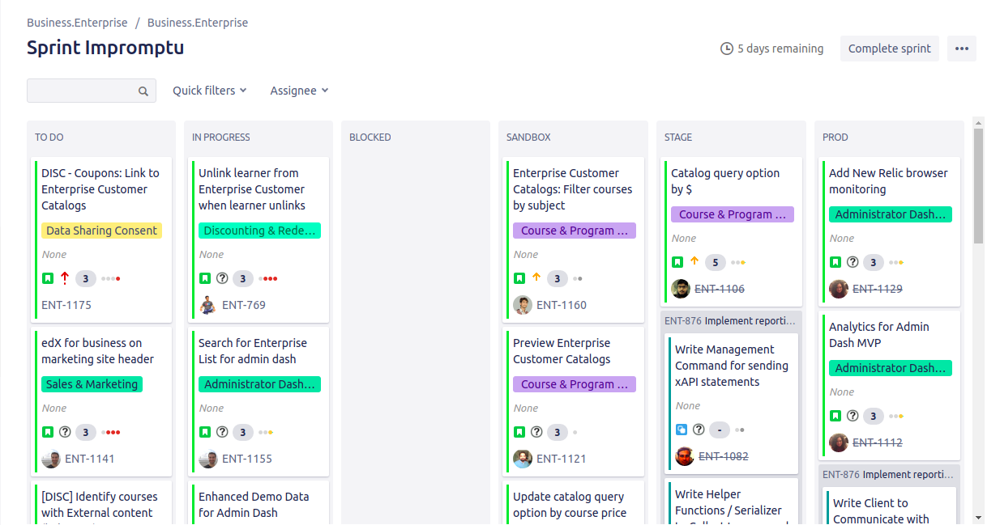 Business.Enterprise / Business.Enterprise
Sprint Impromptu
5 days remaining
Complete sprint
Quick filters
Assignee
TO DO
DISC - Coupons: Link to
Enterprise Customer
Catalogs
Data Sharing Consent
None
3
ENT-1175
edX for business on
marketing site header
Sales & Marketing
None
3
ENT-1141
[DISC] Identify courses
with External content
IN PROGRESS
Unlink learner from
Enterprise Customer
when learner unlinks
Discounting & Rede...
None
3
ENT-769
Search for Enterprise
List for admin dash
Administrator Dash...
None
3
ENT-1155
Enhanced Demo Data
for Admin Dash
BLOCKED
SANDBOX
Enterprise Customer
Catalogs: Filter courses
by subject
Course & Program ...
None
3
ENT-1160
Preview Enterprise
Customer Catalogs
Course & Program ...
None
3
ENT-1121
Update catalog query
option by course price
STAGE
Catalog query option
by $
Course & Program ...
None
5
ENT-1106
ENT-876 Implement reporti...
Write Management
Command for sending
xAPI statements
None
-
ENT-1082
Write Helper
Functions / Serializer
PROD
Add New Relic browser
monitoring
Administrator Dash...
None
3
ENT-1129
Analytics for Admin
Dash MVP
Administrator Dash...
None
3
ENT-1112
ENT-876 Implement reporti...
Write Client to
Communicate with